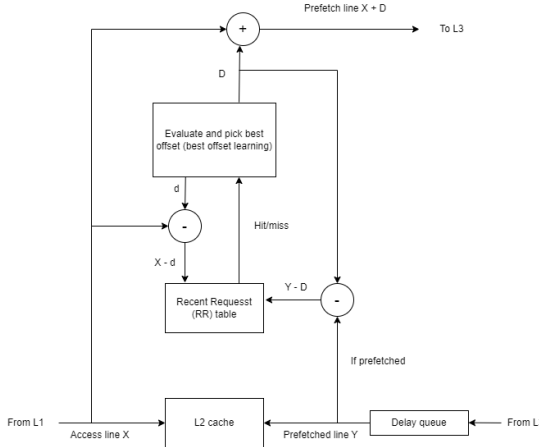 Prefetch line X + D
+
To L3
D
Evaluate and pick best
offset (best offset learning)
d
-
Hit/miss
X - d
Y - D
-
Recent Requesst
(RR) table
If prefetched
From L1
L2 cache
Delay queue
From L
Access line X
Prefetched line Y